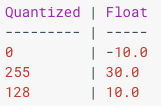 Quantized | Float
--------- | -----
0         | -10.0
255       | 30.0
128       | 10.0